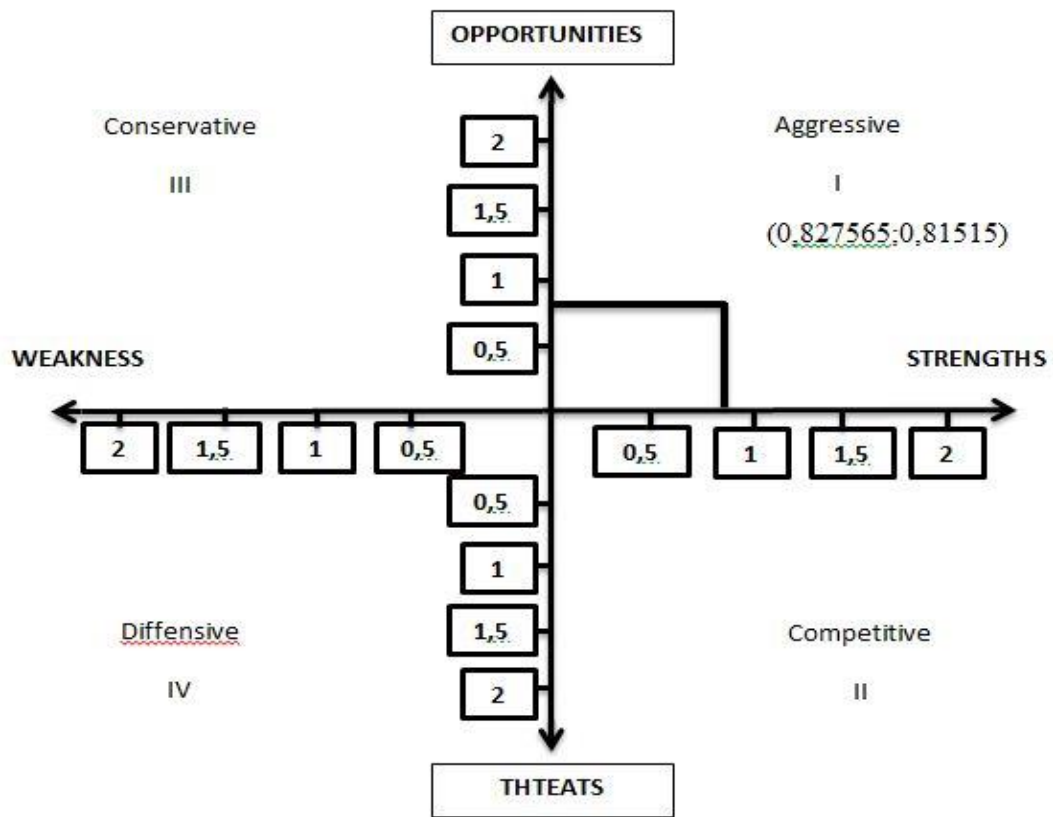 OPPORTUNITIES
Conservative
III
Aggressive
I
(0,827565;0,81515)
2
1,5
1
0,5
WEAKNESS
STRENGTHS
2
1,5
1
0,5
0,5
1
1,5
2
0,5
1
1,5
2
Diffensive
IV
Competitive
II
THTEATS